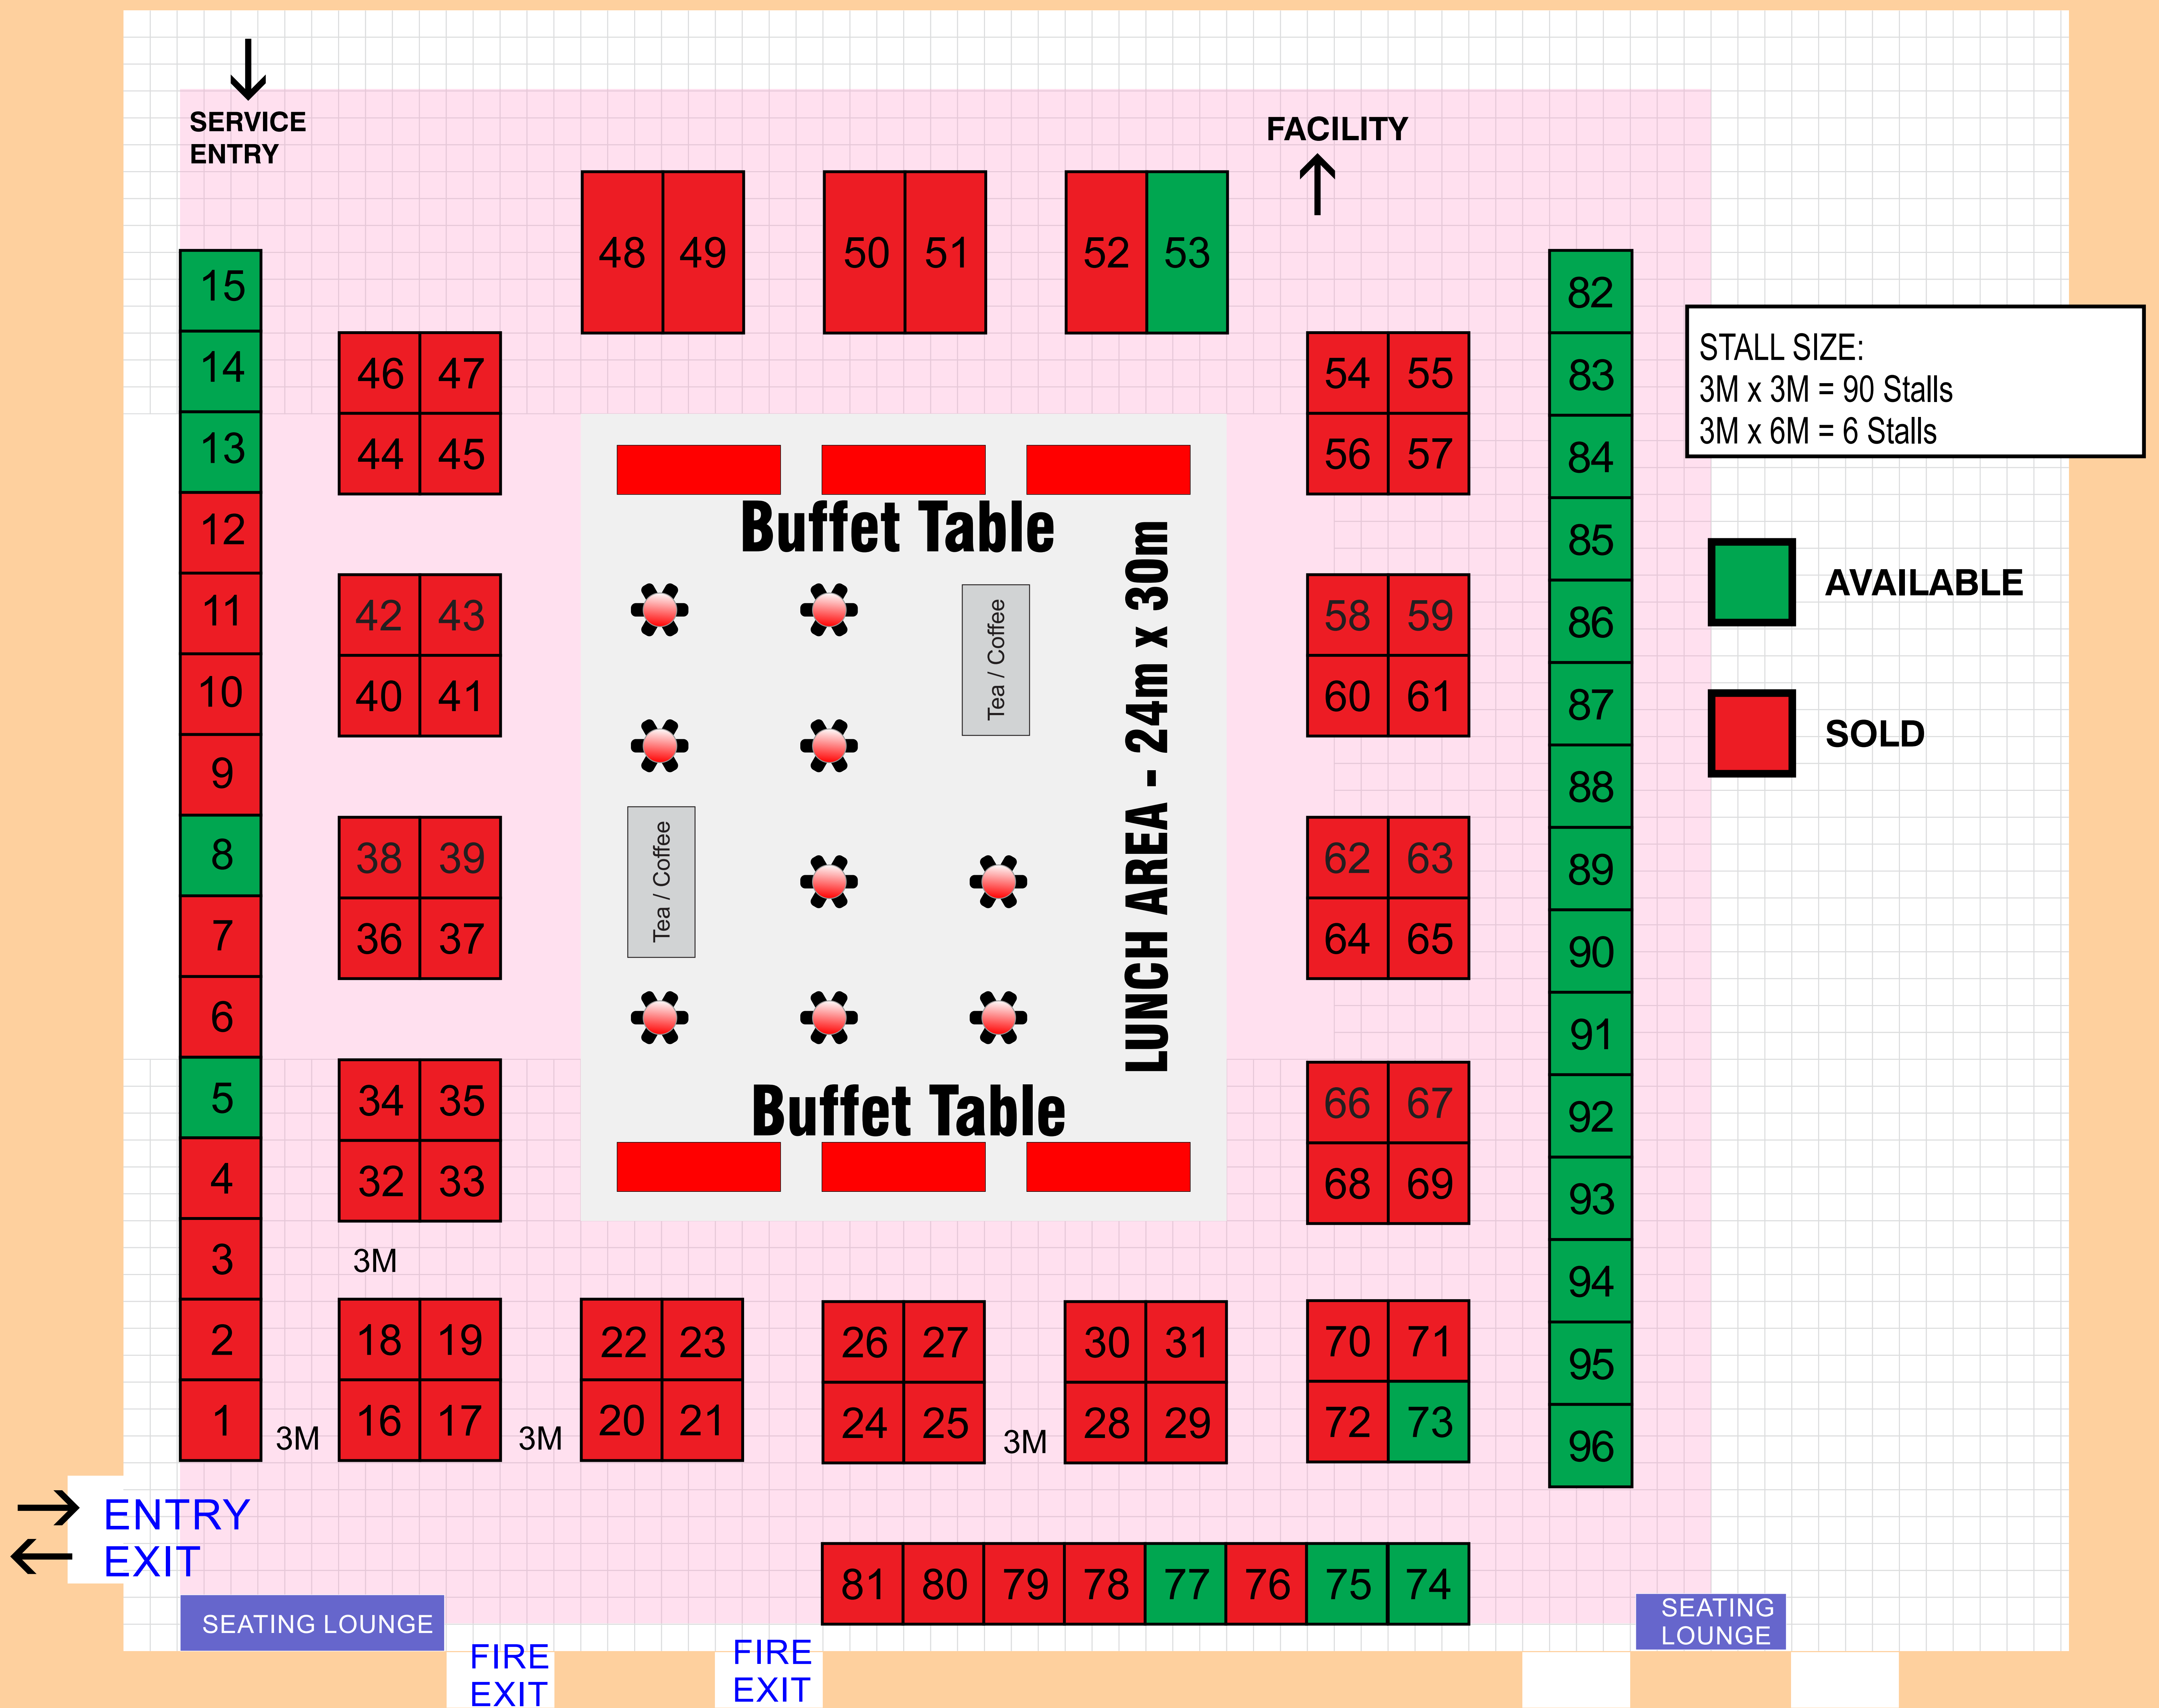 SERVICE
ENTRY
FACILITY
48 49 50 51 52 53
15
14
13
12
11
10
9
8
7
6
5
4
3
2
1
46 47
44 45
42 43
40 41
38 39
36 37
34 35
32 33
3M
18 19
16 17
3M
3M
22 23
20 21
26 27
24 25
3M
30 31
28 29
Buffet Table
Tea / Coffee
LUNCH AREA - 24m x 30m
Tea / Coffee
Buffet Table
54 55
56 57
58 59
60 61
62 63
64 65
66 67
68 69
70 71
72 73
82
83
84
85
86
87
88
89
90
91
92
93
94
95
96
STALL SIZE:
3M x 3M = 90 Stalls
3M x 6M = 6 Stalls
AVAILABLE
SOLD
ENTRY
EXIT
81 80 79 78 77 76 75 74
SEATING LOUNGE
FIRE
EXIT
FIRE
EXIT
SEATING
LOUNGE